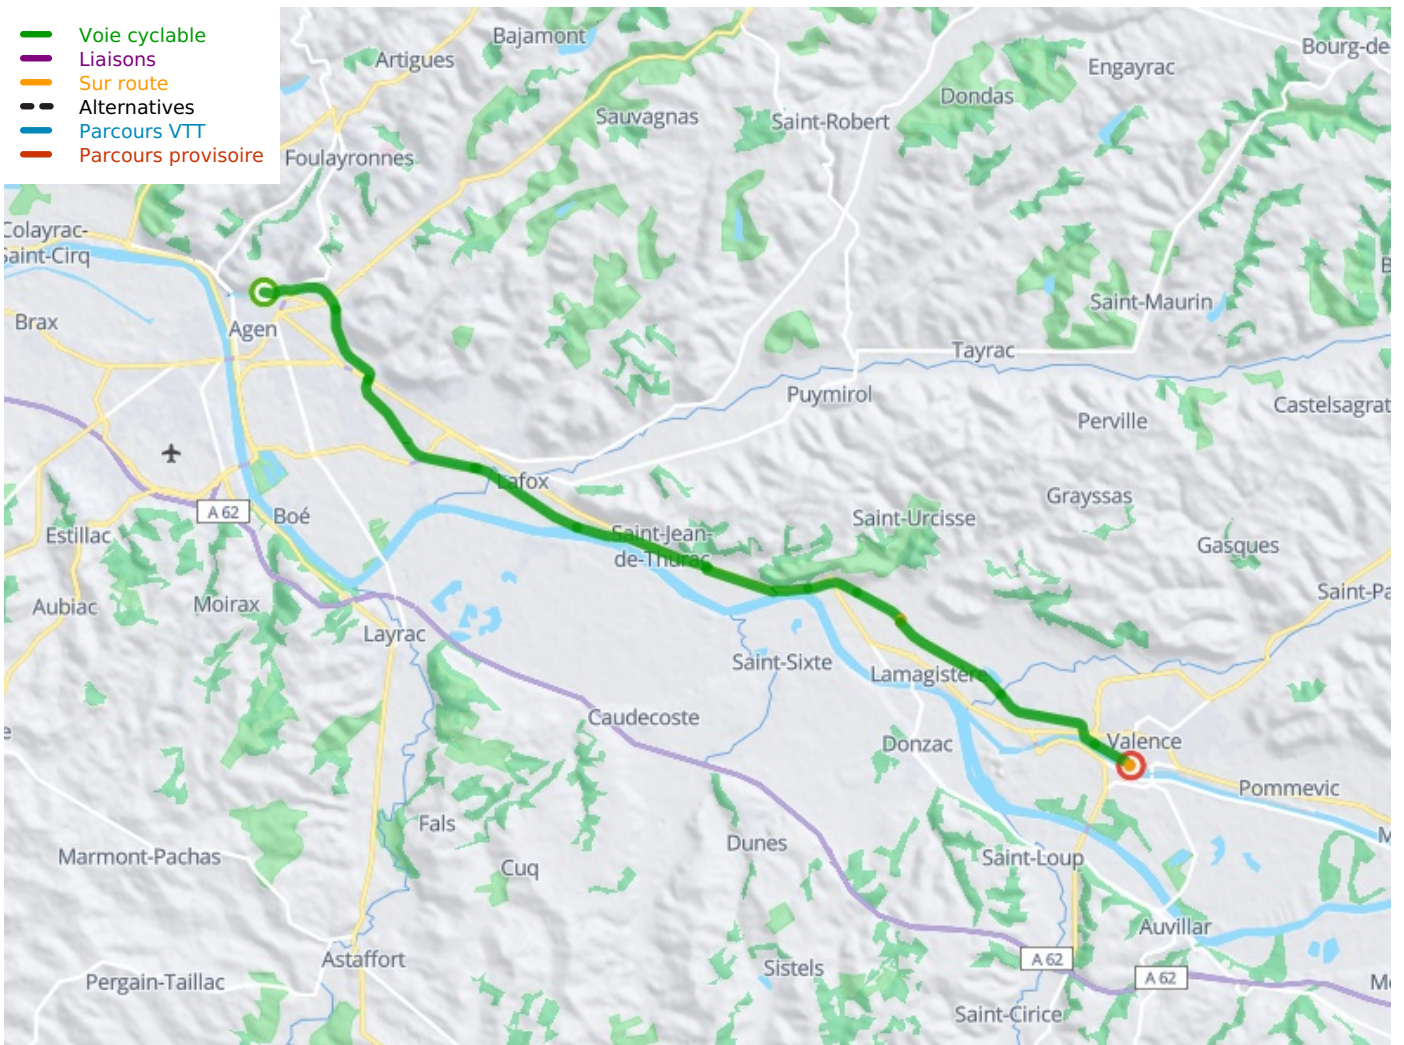 Voie cyclable
Liaisons
Sur route
Alternatives
Parcours VTT
Parcours provisoire
Bajamont
Artigues
Bourg-de-
Engayrac
Dondas
Sauvagnas
Saint-Robert
Foulayronnes
Colayrac-
Saint-Cirq
Saint-Maurin
Brax
Agen
Tayrac
Puymirol
Castelsagrat
Perville
Lafox
Grayssas
A 62
Boé
Saint-Urcisse
Estillac
Saint-Jean-
de-Thurac
Gasques
Saint-Pa
Aubiac
Moirax
Layrac
Saint-Sixte
Lamagistère
Caudecoste
Donzac
Valence
Pommevic
Fals
Dunes
Marmont-Pachas
Cuq
Saint-Loup
Auvillar
Astaffort
A 62
Sistels
A 62
Pergain-Taillac
Saint-Cirice